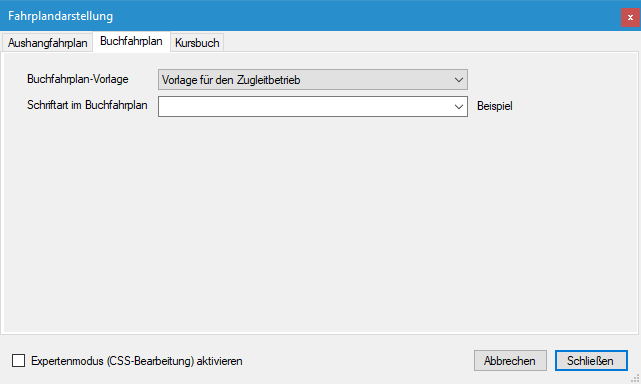 Fahrplandarstellung
x
Aushangfahrplan Buchfahrplan Kursbuch
Buchfahrplan-Vorlage Vorlage für den Zugleitbetrieb
Schriftart im Buchfahrplan Beispiel
Expertenmodus (CSS-Bearbeitung) aktivieren Abbrechen Schließen